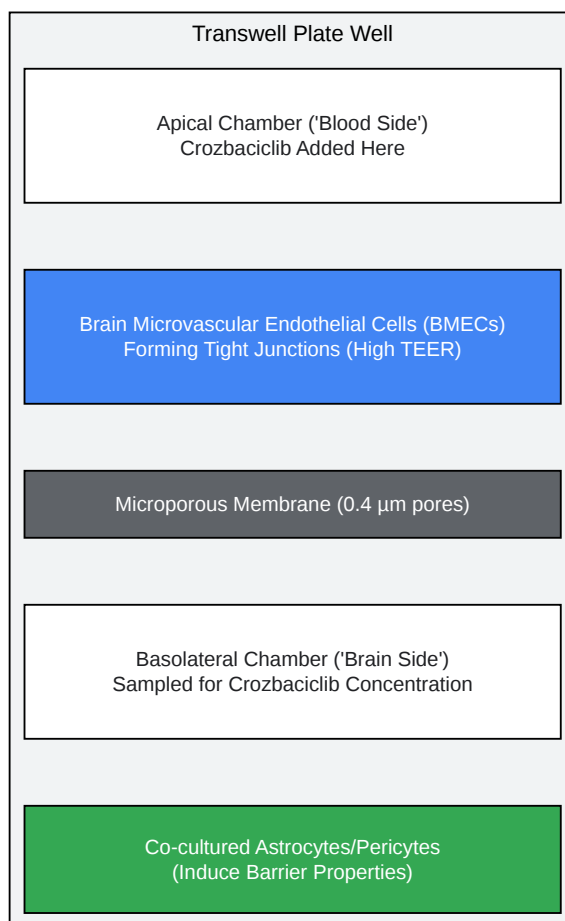 Transwell Plate Well
Apical Chamber ('Blood Side')
Crozbaciclib Added Here
Brain Microvascular Endothelial Cells (BMECs)
Forming Tight Junctions (High TEER)
Microporous Membrane (0.4 µm pores)
Basolateral Chamber ('Brain Side')
Sampled for Crozbaciclib Concentration
Co-cultured Astrocytes/Pericytes
(Induce Barrier Properties)